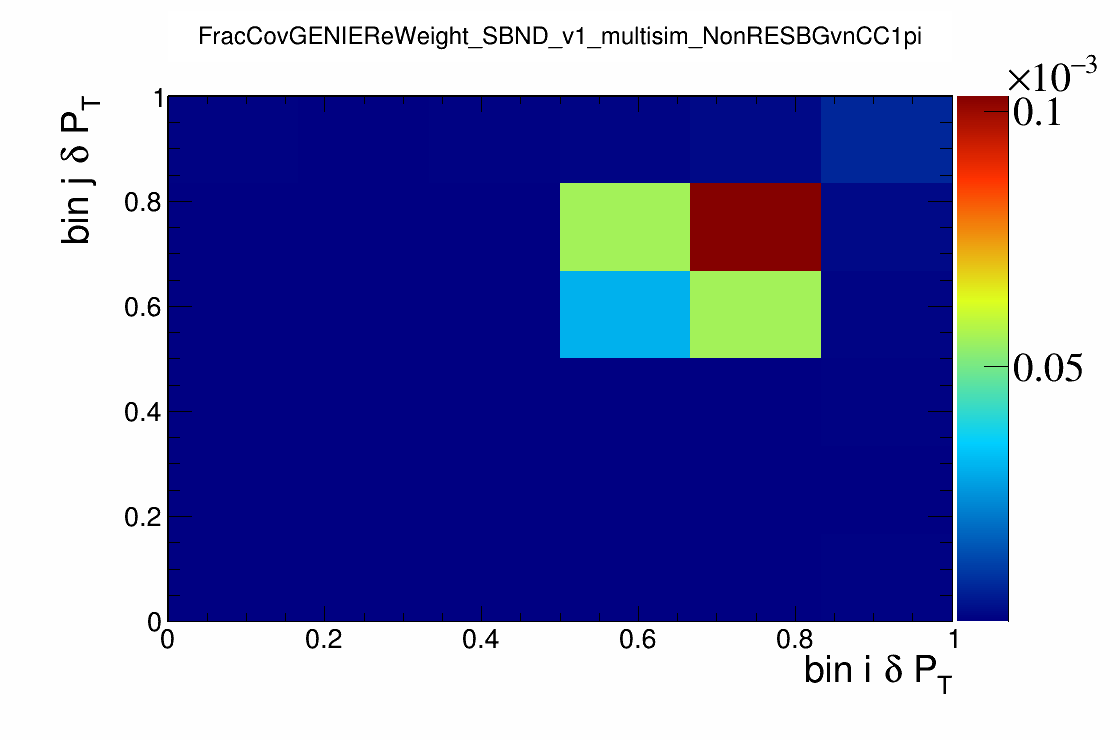 FracCovGENIEReWeight_SBND_v1_multisim_NonRESBGvnCC1pi
×10⁻³
1
0.8
0.6
0.4
0.2
0
bin j δ P_T
0.1
0.05
0 0.2 0.4 0.6 0.8 1
bin i δ P_T